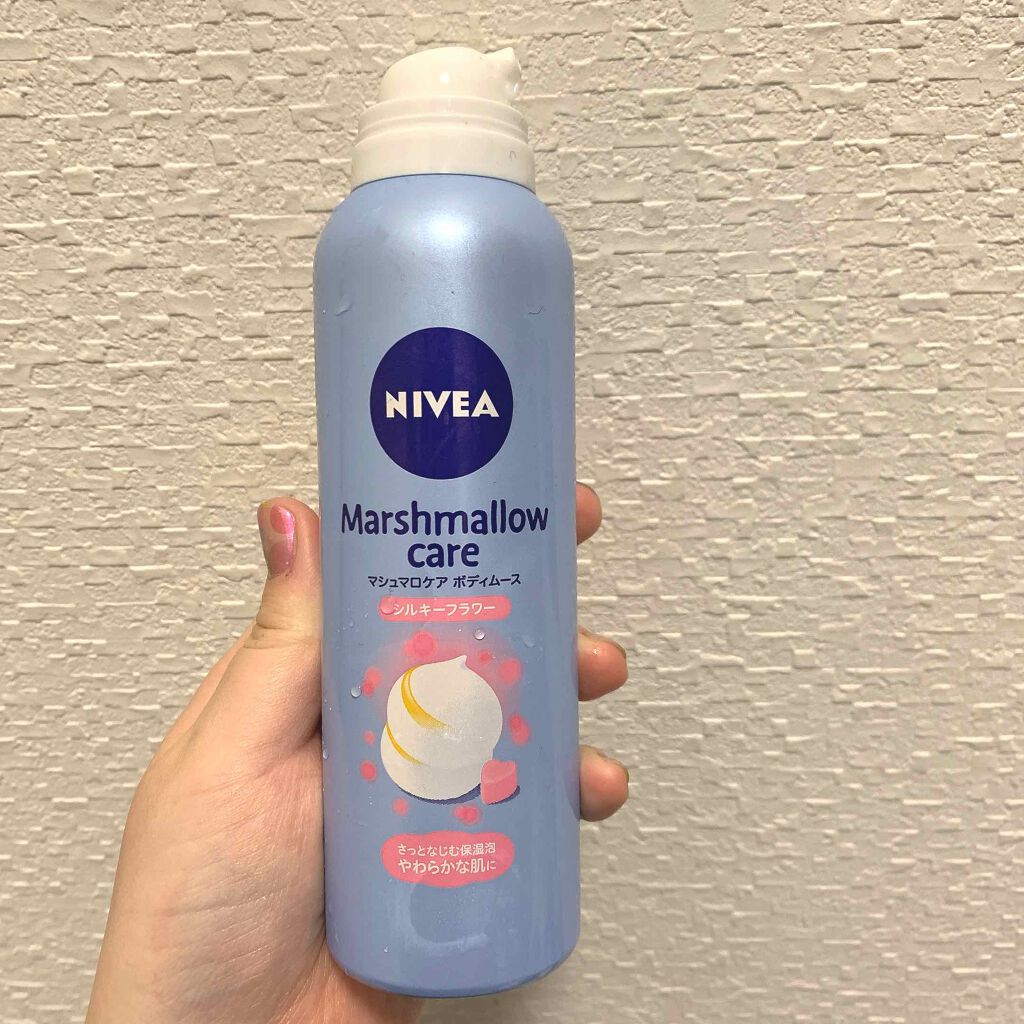 NIVEA
Marshmallow
care
マシュマロケア ボディムース
シルキーフラワー
さっとなじむ保湿泡
やわらかな肌に